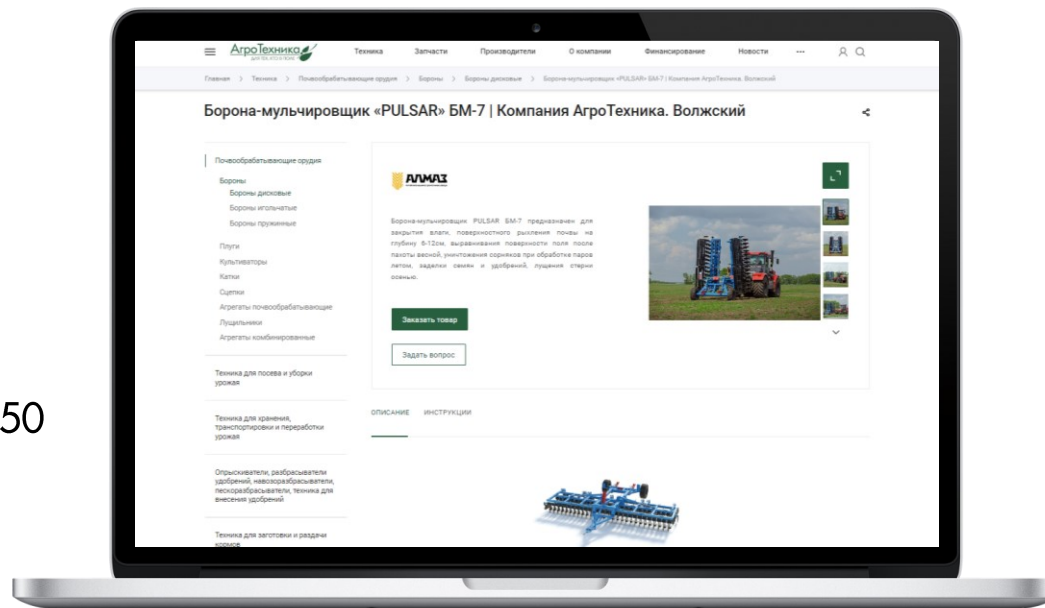 АгроТехника
Техника Запчасти Производители О компании Финансирование Новости ...
Главная > Техника > Почвообрабатывающие орудия > Бороны > Бороны дисковые > Борона-мульчировщик «PULSAR» БМ-7 | Компания АгроТехника. Волжский
Борона-мульчировщик «PULSAR» БМ-7 | Компания АгроТехника. Волжский
Почвообрабатывающие орудия
Бороны
Бороны дисковые
Бороны игольчатые
Бороны пружинные
Плуги
Культиваторы
Катки
Сцепки
Агрегаты почвообрабатывающие
Лущильники
Агрегаты комбинированные
Техника для посева и уборки
урожая
Техника для хранения,
транспортировки и переработки
урожая
Опрыскиватели, разбрасыватели
удобрений, навозоразбрасыватели,
пескоразбрасыватели, техника для
внесения удобрений
Техника для заготовки и раздачи
кормов
АЛМАЗ
Борона-мульчировщик PULSAR БМ-7 предназначен для
закрытия влаги, поверхностного рыхления почвы на
глубину 6-12см, выравнивания поверхности поля после
пахоты весной, уничтожения сорняков при обработке паров
летом, заделки семян и удобрений, лущения стерни
осенью.
Заказать товар
Задать вопрос
ОПИСАНИЕ ИНСТРУКЦИИ
50